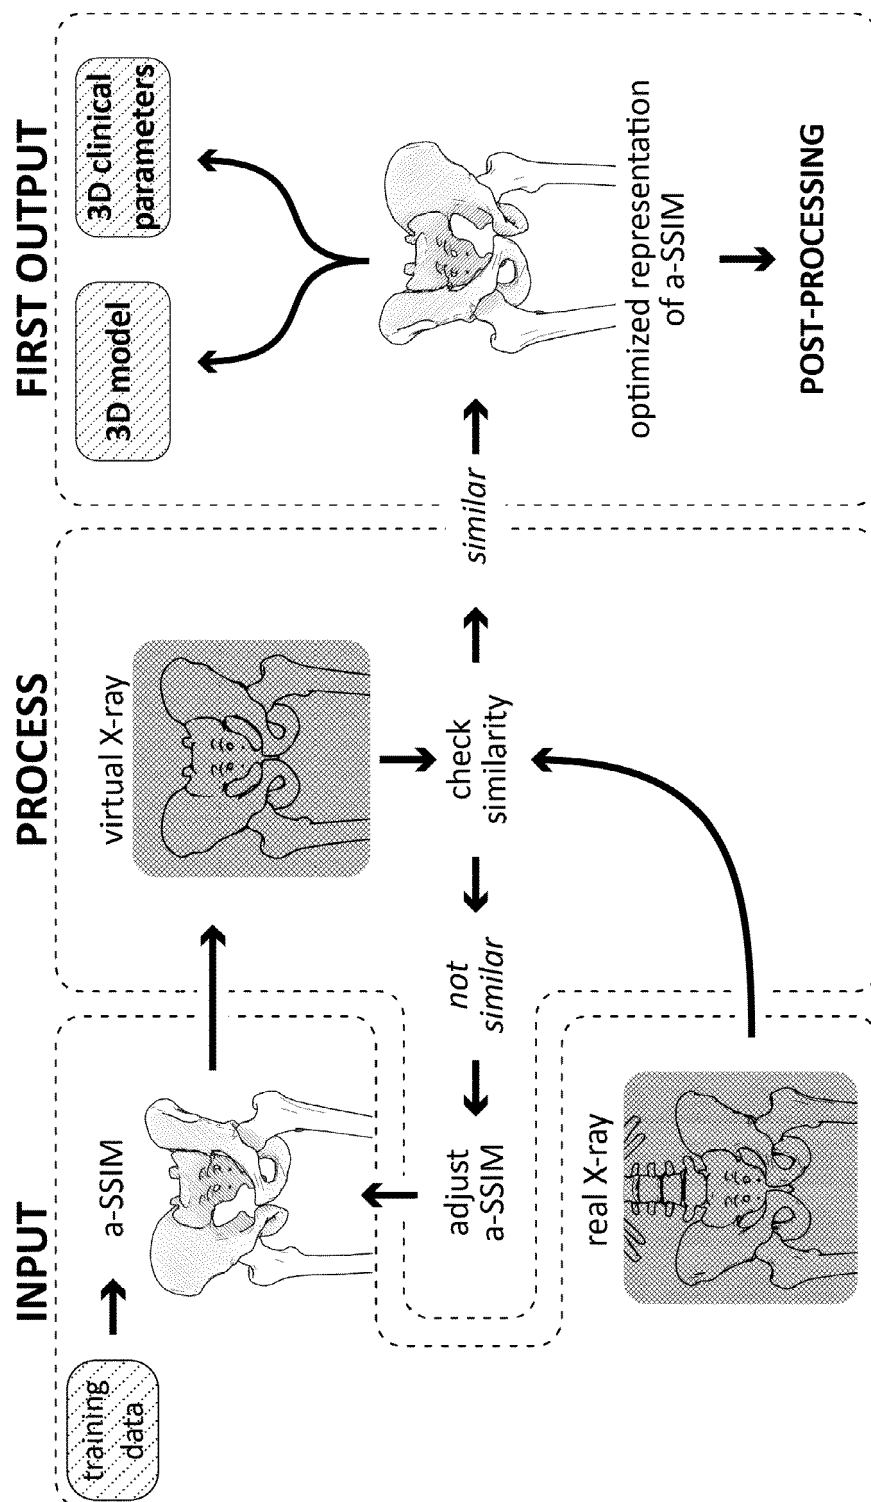 INPUT
training
data
a-SSIM
adjust
a-SSIM
real X-ray
PROCESS
virtual X-ray
check
similarity
not
similar
similar
FIRST OUTPUT
3D model
3D clinical
parameters
optimized representation
of a-SSIM
POST-PROCESSING